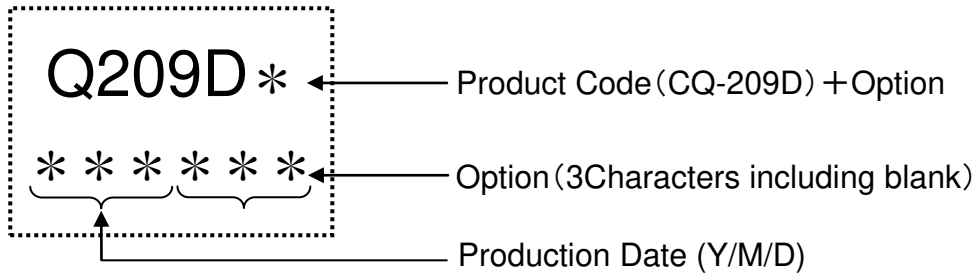 Q209D＊ Product Code（CQ-209D）＋Option
＊＊＊＊＊＊ Option（3Characters including blank）
Production Date (Y/M/D)